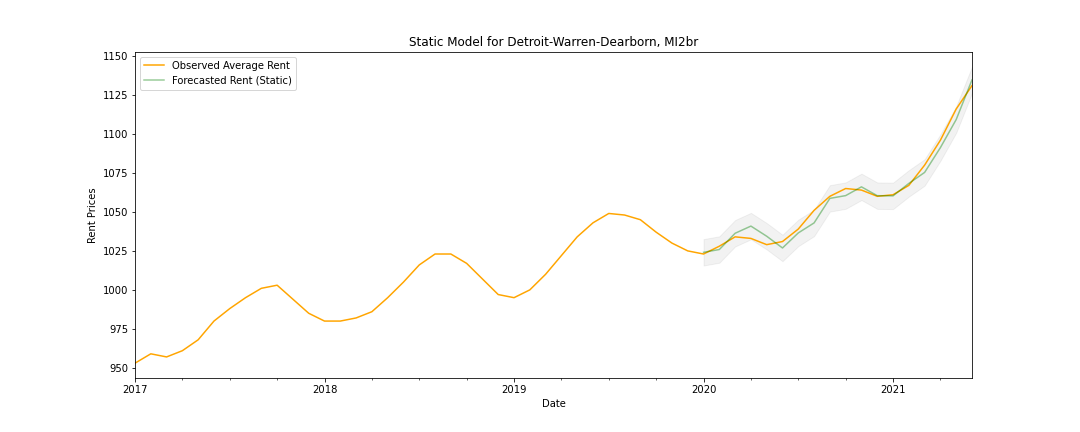 Static Model for Detroit-Warren-Dearborn, MI2br
Observed Average Rent
Forecasted Rent (Static)
1150
1125
1100
1075
1050
1025
1000
975
950
Rent Prices
2017
2018
2019
2020
2021
Date